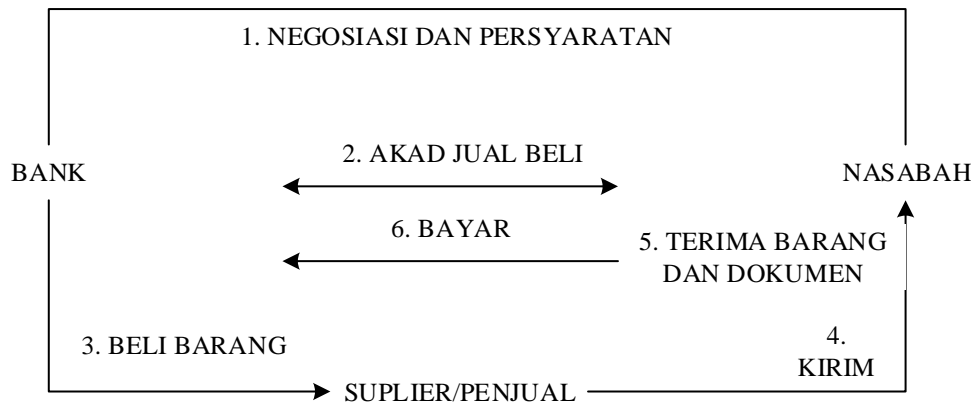 1. NEGOSIASI DAN PERSYARATAN
2. AKAD JUAL BELI
BANK
NASABAH
6. BAYAR
5. TERIMA BARANG
DAN DOKUMEN
3. BELI BARANG
4.
KIRIM
SUPLIER/PENJUAL